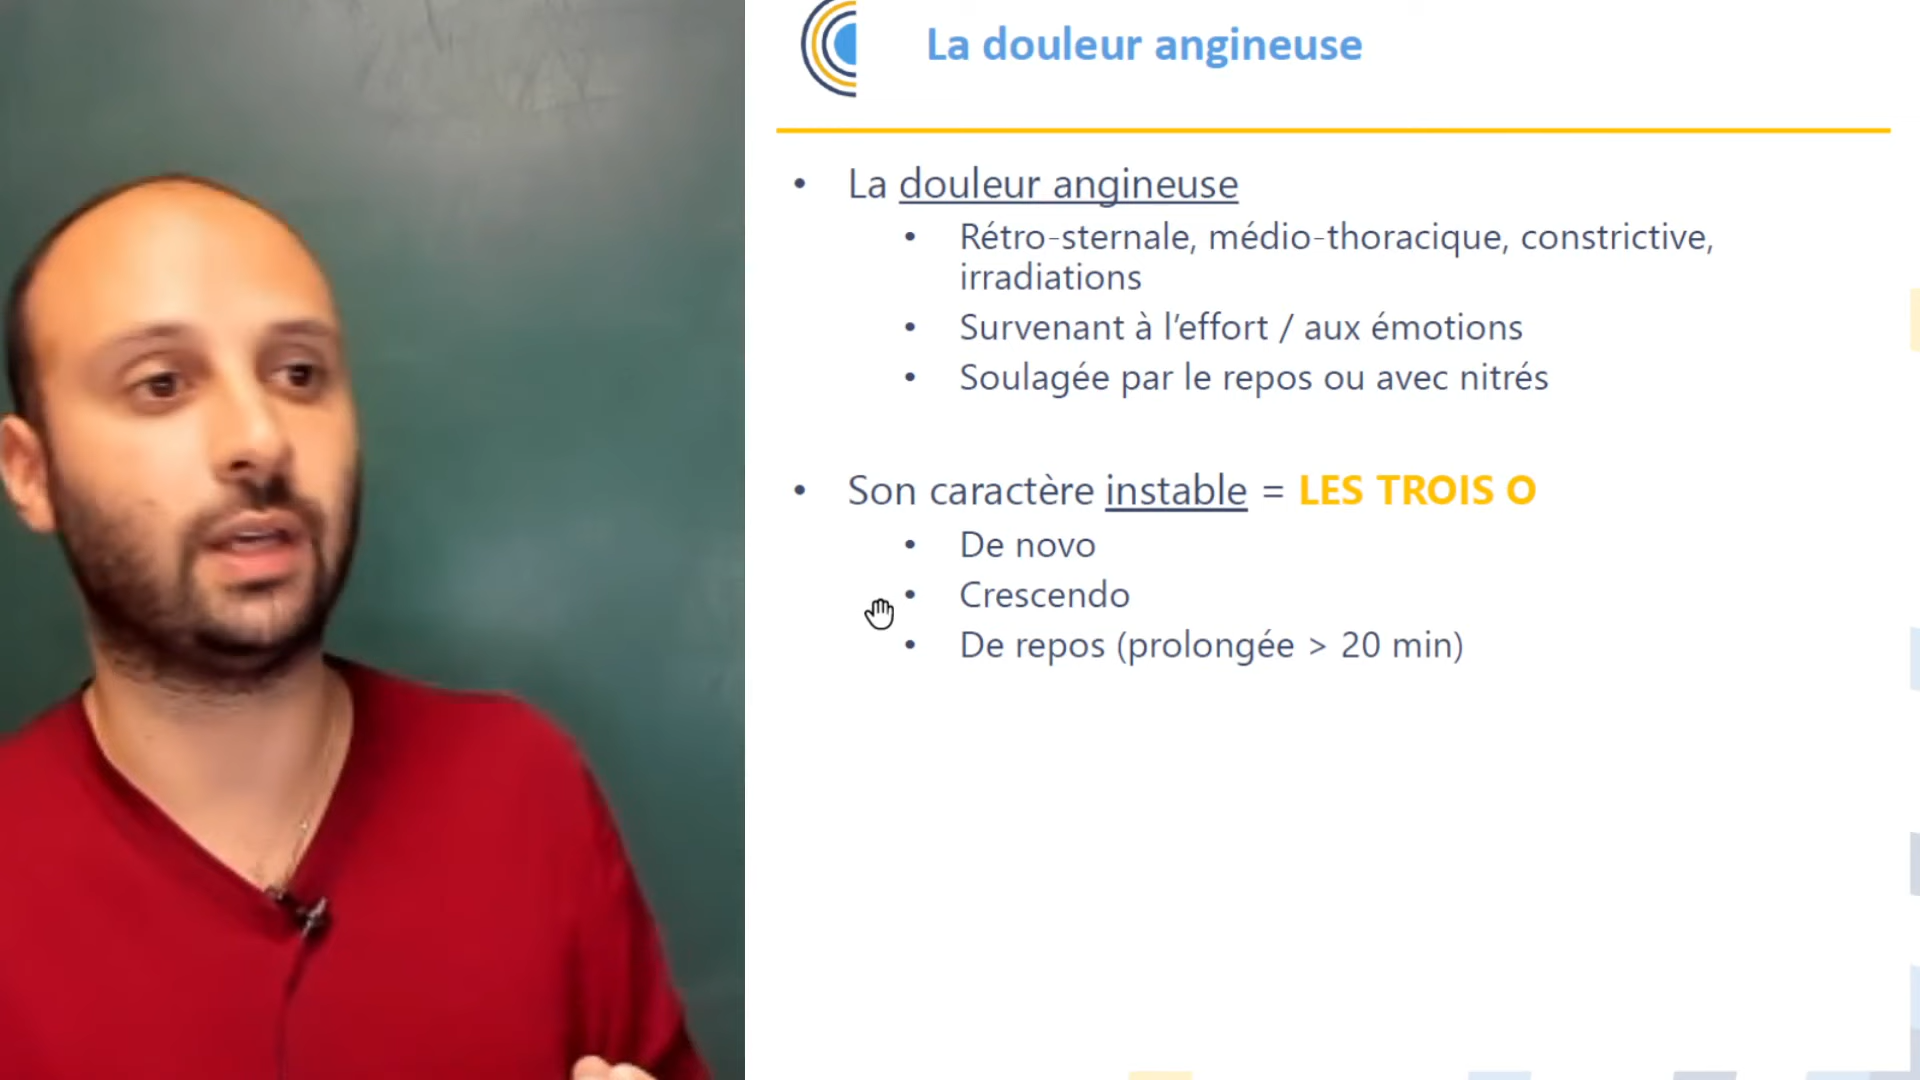 La douleur angineuse
• La douleur angineuse
• Rétro-sternale, médio-thoracique, constrictive,
irradiations
• Survenant à l’effort / aux émotions
• Soulagée par le repos ou avec nitrés
• Son caractère instable = LES TROIS O
• De novo
• Crescendo
• De repos (prolongée > 20 min)